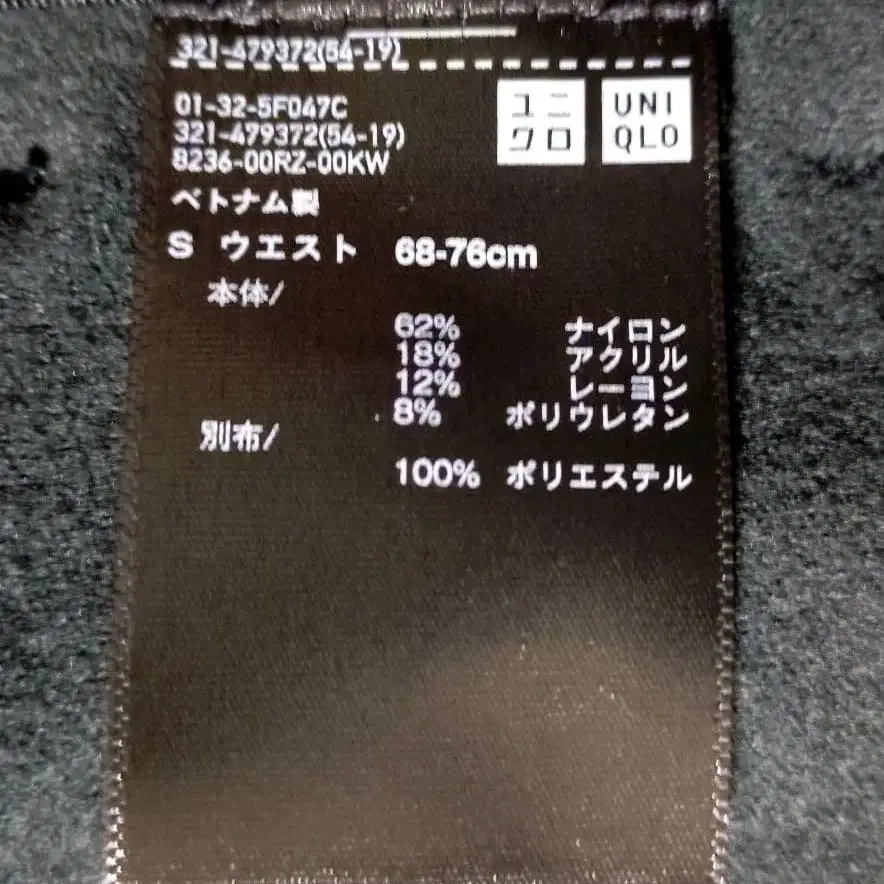 321-479372(54-19)
01-32-5F047C
321-479372(54-19)
8236-00RZ-00KW
ユニ
クロ
UNI
QLO
ベトナム製
S ウエスト 68-76cm
本体/
62% ナイロン
18% アクリル
12% レーヨン
8% ポリウレタン
別布/
100% ポリエステル